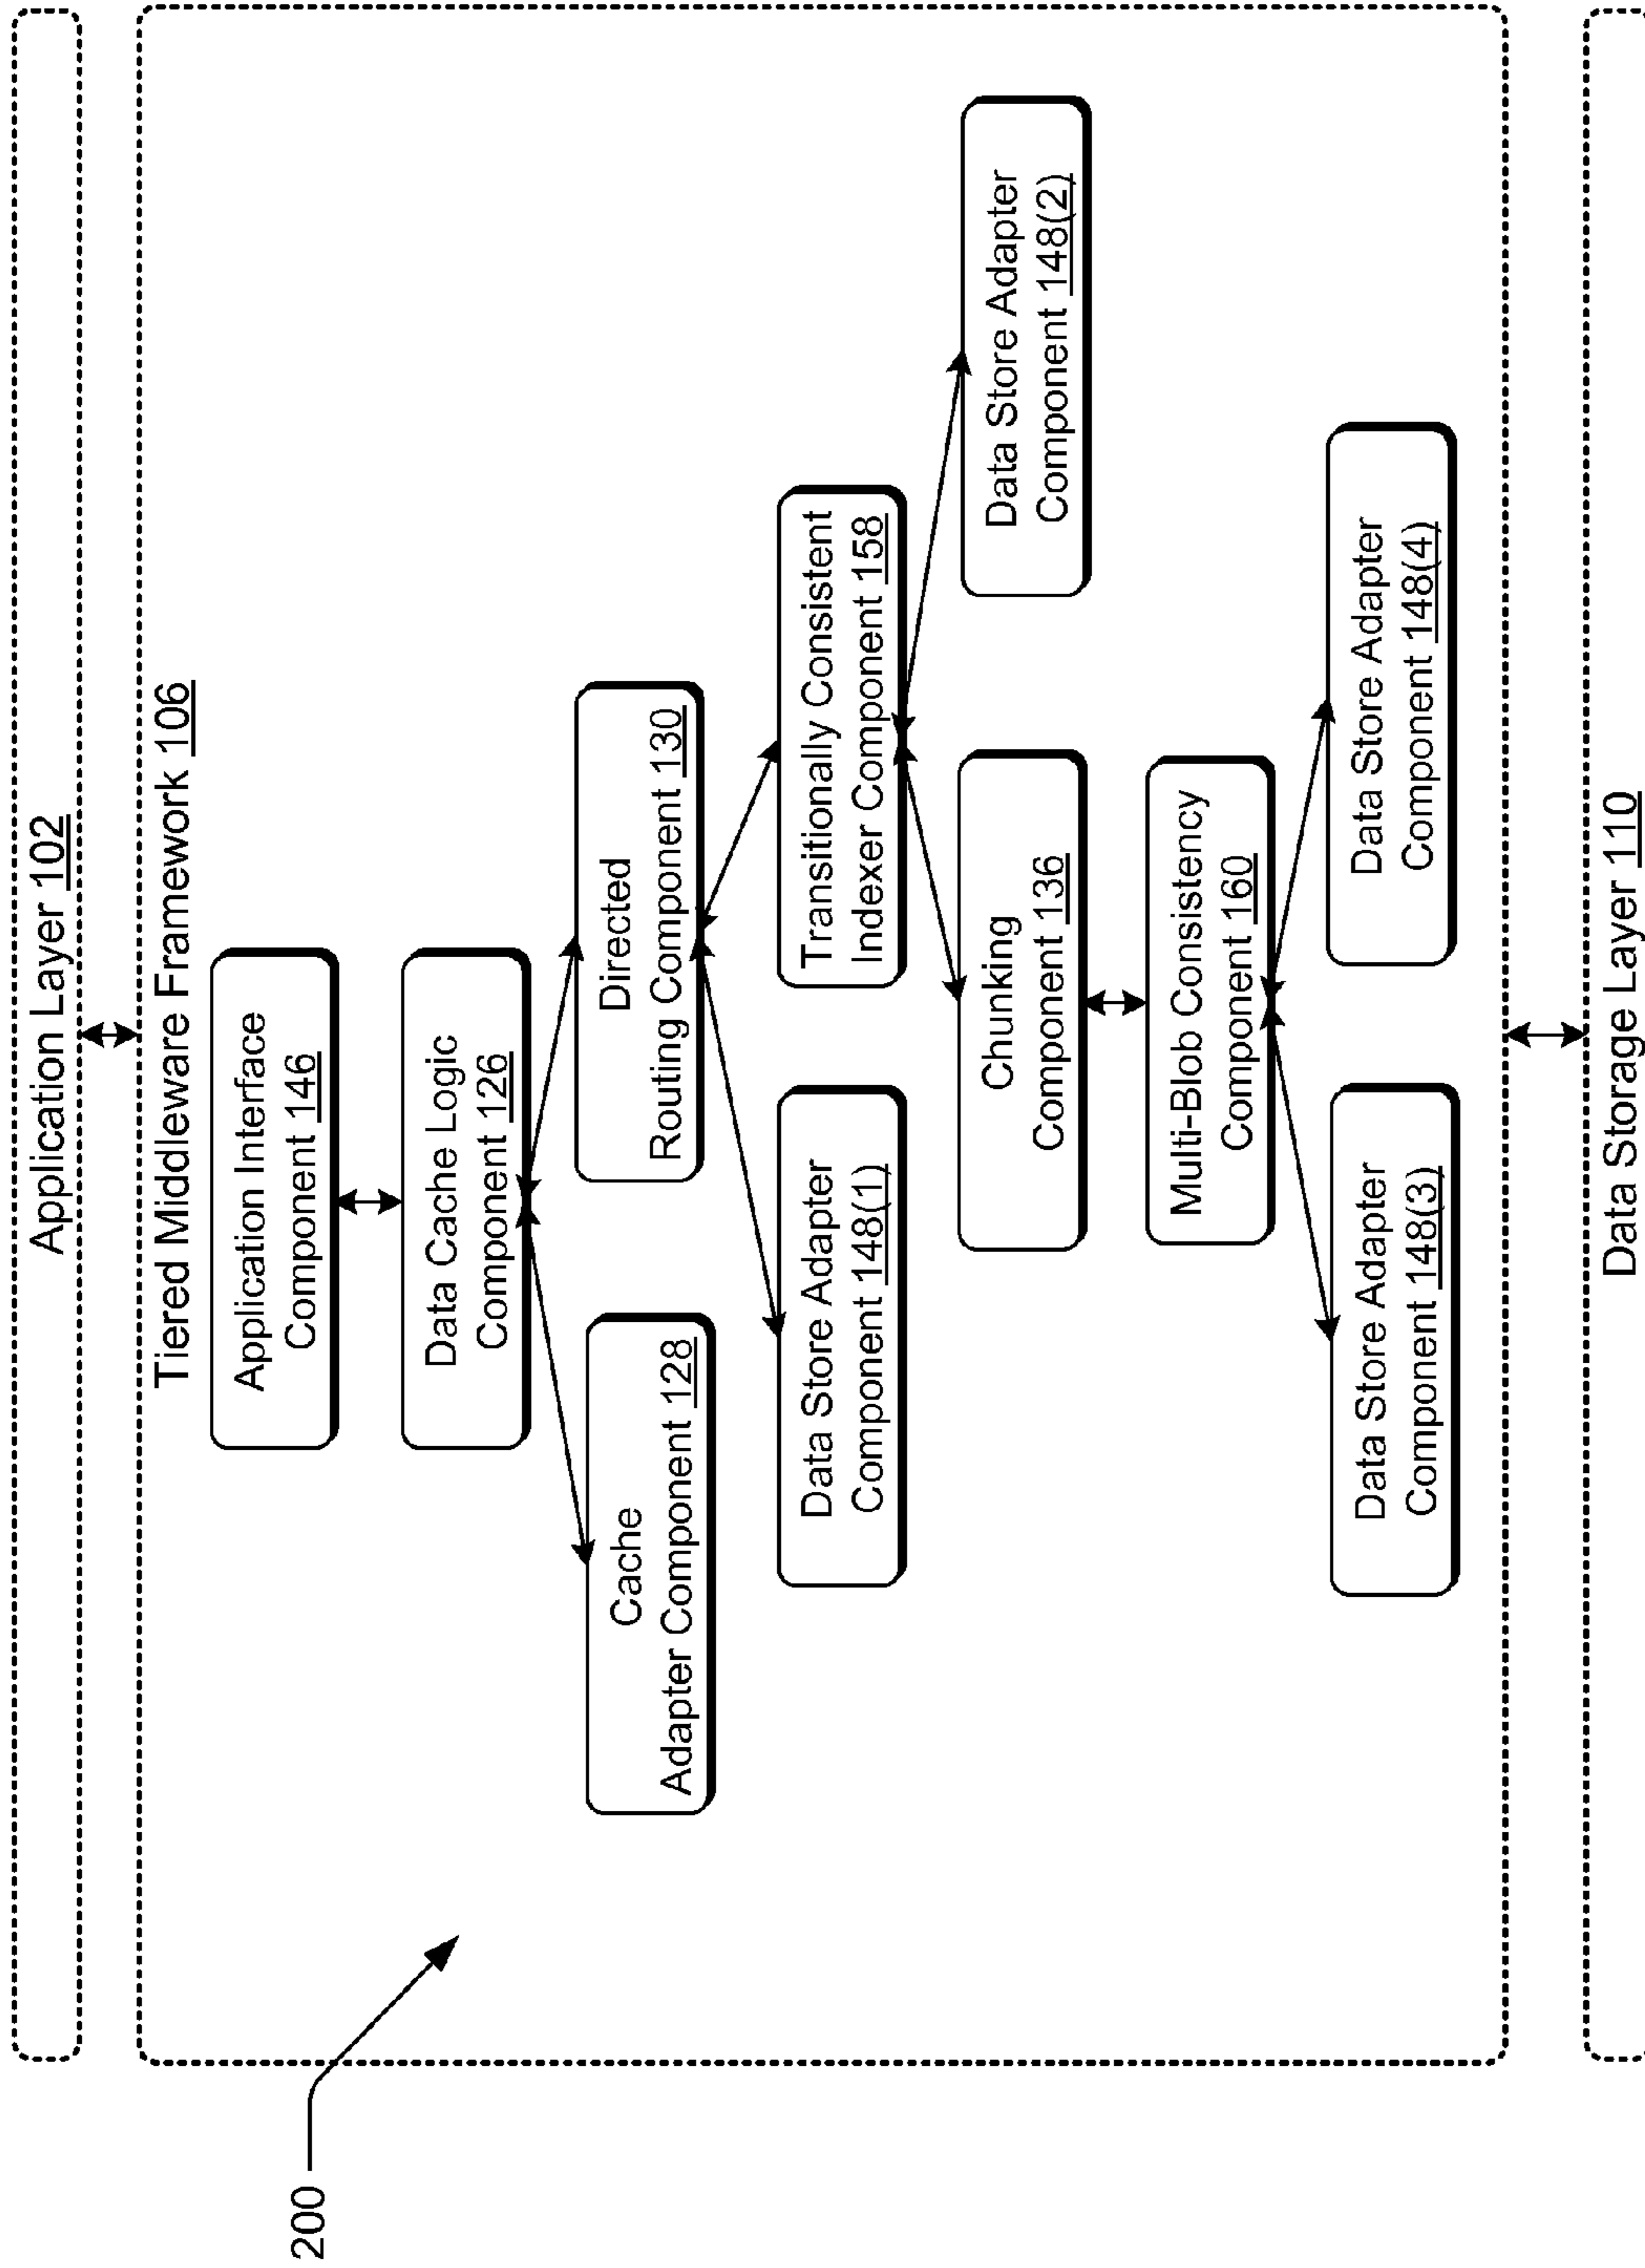 Application Layer 102
Tiered Middleware Framework 106
Application Interface
Component 146
Data Cache Logic
Component 126
Cache
Adapter Component 128
Directed
Routing Component 130
Data Store Adapter
Component 148(1)
Transitionally Consistent
Indexer Component 158
Chunking
Component 136
Data Store Adapter
Component 148(2)
Multi-Blob Consistency
Component 160
Data Store Adapter
Component 148(3)
Data Store Adapter
Component 148(4)
Data Storage Layer 110
200